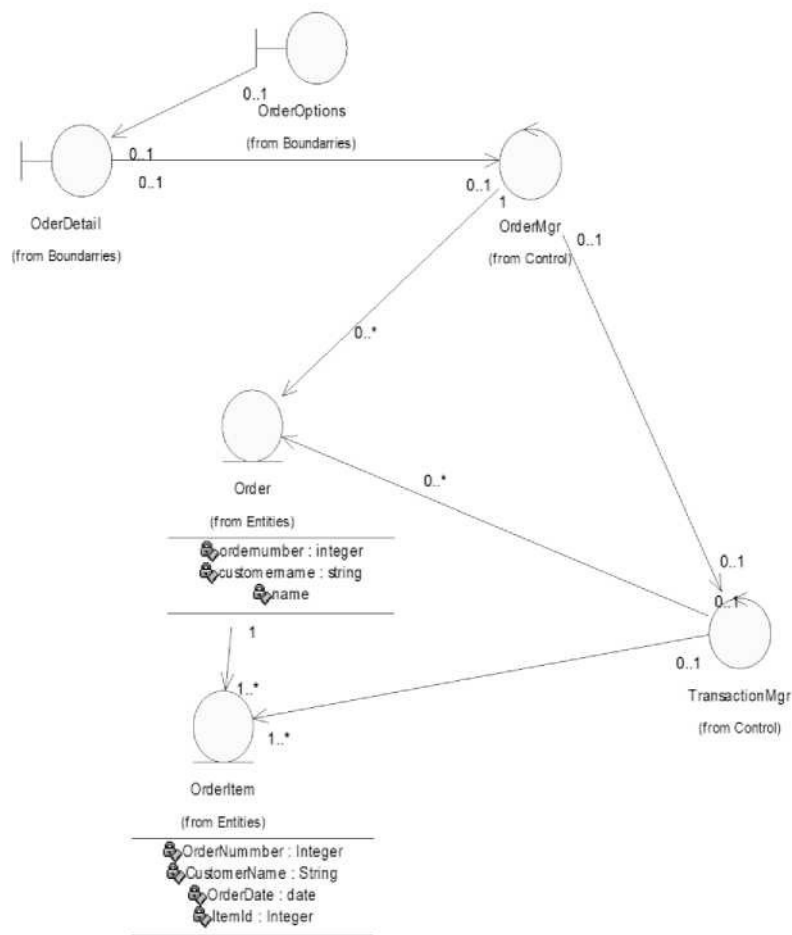 0..1
OrderOptions
(from Boundarries)
0..1
0..1
OderDetail
(from Boundarries)
0..1
1
OrderMgr
(from Control)
0..1
0..*
Order
(from Entities)
ordernumber : integer
customername : string
name
0..*
0..1
0..1
0..1
TransactionMgr
(from Control)
1
1..*
1..*
OrderItem
(from Entities)
OrderNummber : Integer
CustomerName : String
OrderDate : date
ItemId : Integer